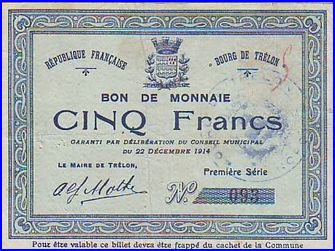 RÉPUBLIQUE FRANÇAISE
BOURG DE TRÉLON
BON DE MONNAIE
CINQ Francs
GARANTI PAR DÉLIBÉRATION DU CONSEIL MUNICIPAL
DU 22 DÉCEMBRE 1914
LE MAIRE DE TRÉLON,
Première Série
No
Pour être valable ce billet devra être frappé du cachet de la Commune